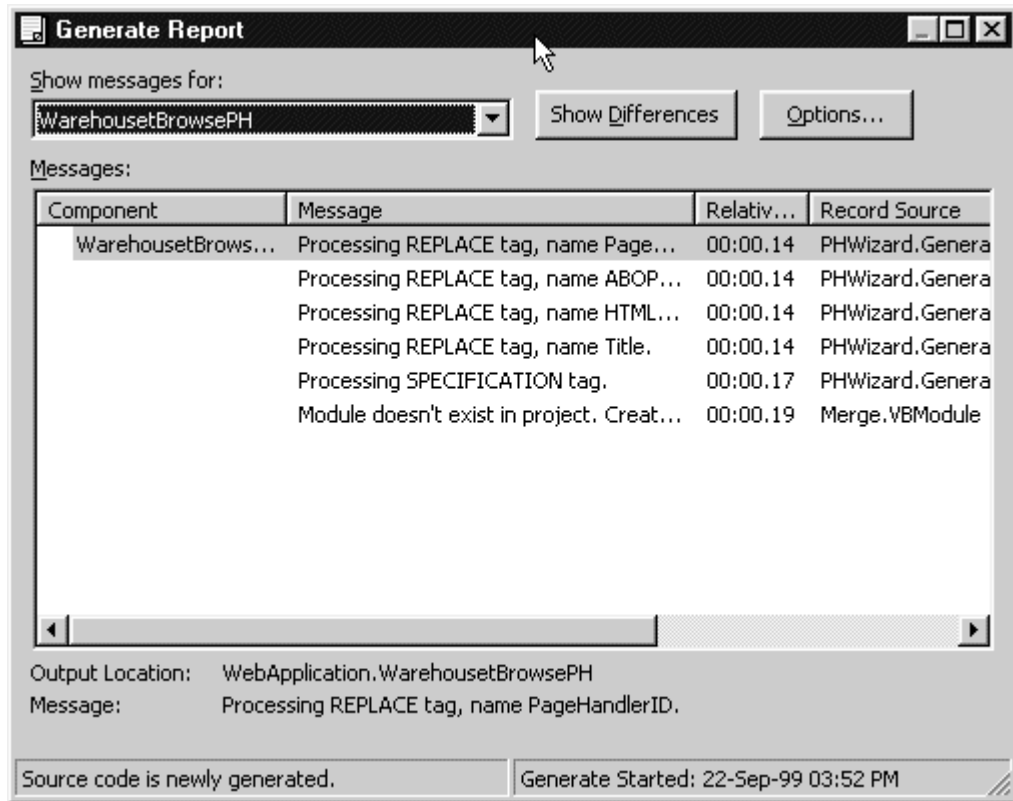 Generate Report
Show messages for:
WarehousetBrowsePH Show Differences Options...
Messages:
Component Message Relativ... Record Source
WarehousetBrows... Processing REPLACE tag, name Page... 00:00.14 PHWizard.Genera
Processing REPLACE tag, name ABOP... 00:00.14 PHWizard.Genera
Processing REPLACE tag, name HTML... 00:00.14 PHWizard.Genera
Processing REPLACE tag, name Title. 00:00.14 PHWizard.Genera
Processing SPECIFICATION tag. 00:00.17 PHWizard.Genera
Module doesn't exist in project. Creat... 00:00.19 Merge.VBModule
Output Location: WebApplication.WarehousetBrowsePH
Message: Processing REPLACE tag, name PageHandlerID.
Source code is newly generated. Generate Started: 22-Sep-99 03:52 PM